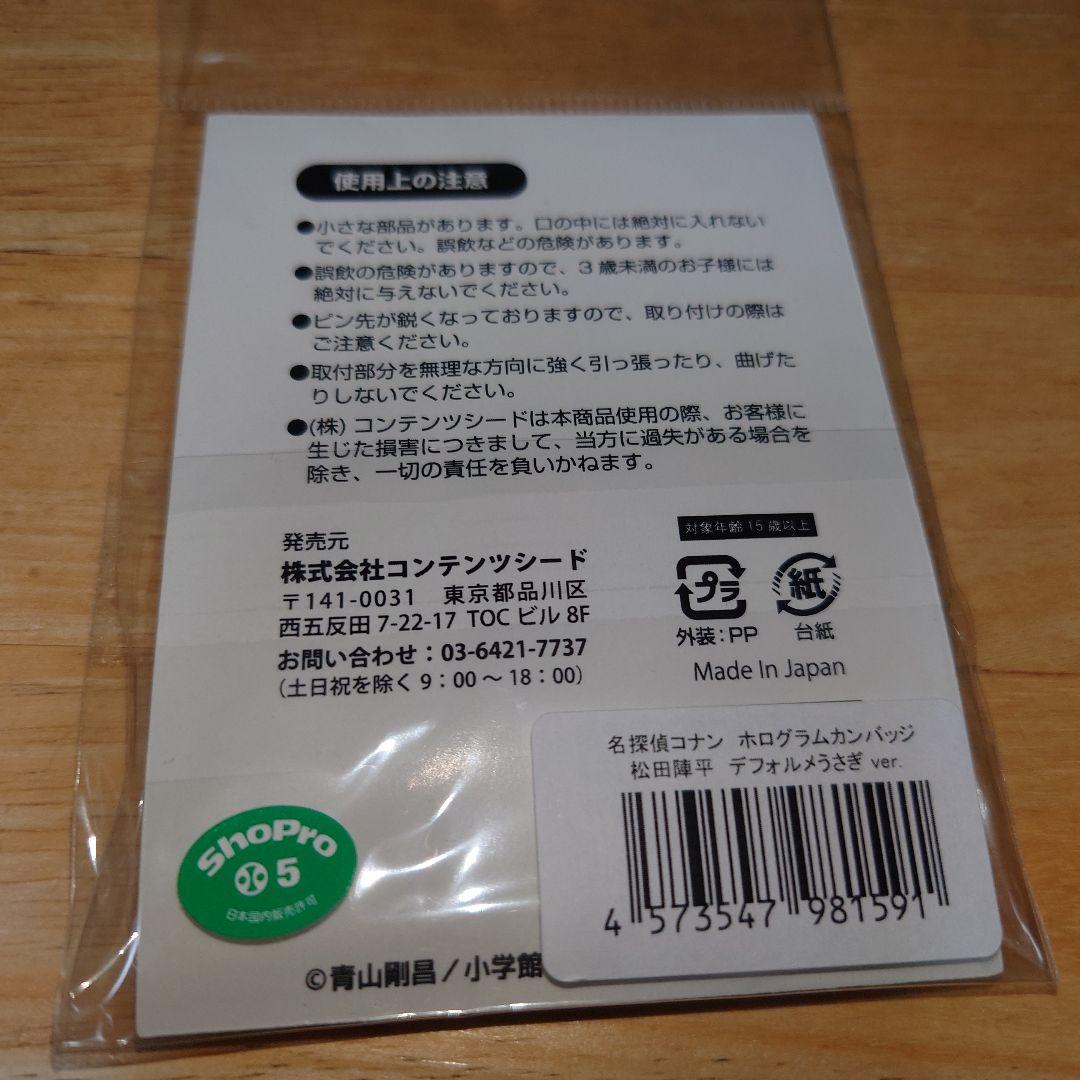 使用上の注意
●小さな部品があります。口の中には絶対に入れない
でください。誤飲などの危険があります。
●誤飲の危険がありますので、3歳未満のお子様には
絶対に与えないでください。
●ピン先が鋭くなっておりますので、取り付けの際は
ご注意ください。
●取付部分を無理な方向に強く引っ張ったり、曲げた
りしないでください。
●(株)コンテンツシードは本商品使用の際、お客様に
生じた損害につきまして、当方に過失がある場合を
除き、一切の責任を負いかねます。
発売元
株式会社コンテンツシード
〒141-0031 東京都品川区
西五反田 7-22-17 TOC ビル 8F
お問い合わせ：03-6421-7737
(土日祝を除く 9：00 ～ 18：00)
対象年齢 15 歳以上
プラ
紙
外装：PP
台紙
Made In Japan
名探偵コナン ホログラムカンバッジ
松田陣平 デフォルメうさぎ ver.
4 573547 981591
ShoPro
5
日本国内販売許可
©青山剛昌／小学館